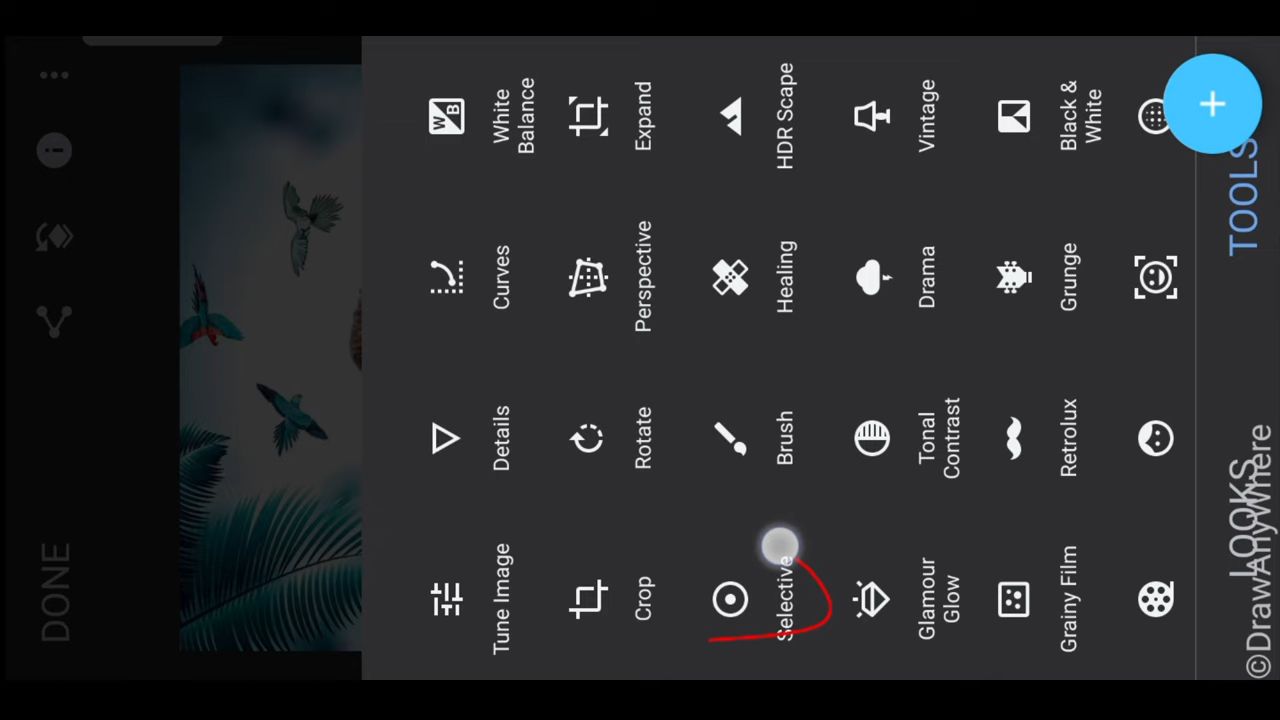 DONE
Tune Image
Details
Curves
WB
White
Balance
Crop
Rotate
Perspective
Expand
Selective
Brush
Healing
HDR Scape
Glamour
Glow
Tonal
Contrast
Drama
Vintage
Grainy Film
Retrolux
Grunge
Black &
White
LOOKS
TOOLS
©DrawAnyWhere